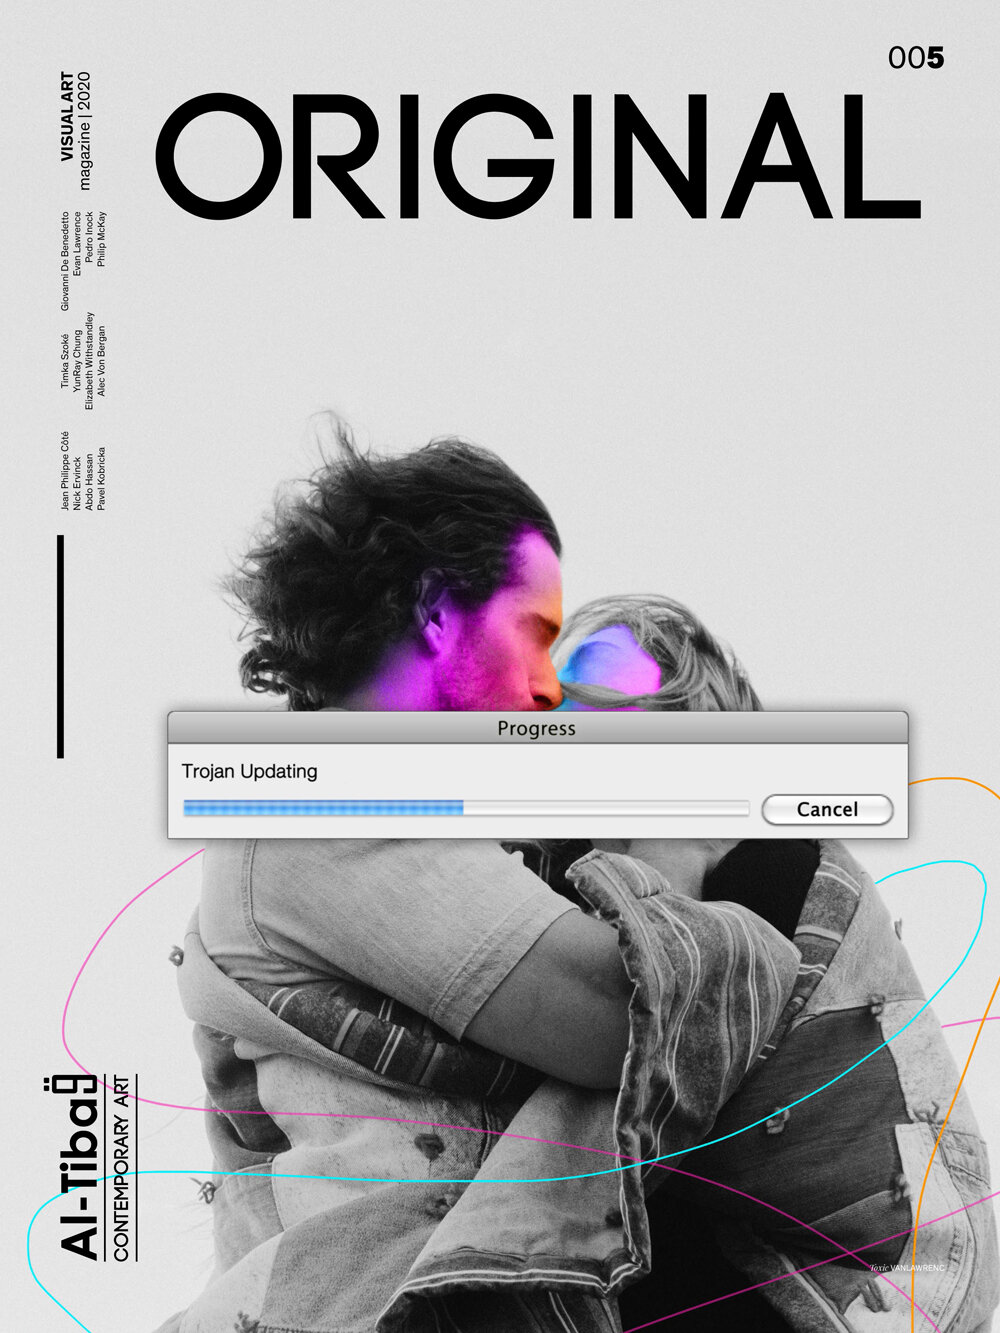 005
ORIGINAL
VISUALART
magazine | 2020
Giovanni De Benedetto
Evan Lawrence
Pedro Inock
Philip McKay
Timka Szoké
YunRay Chung
Elizabeth Withstandley
Alec Von Bergan
Jean Philippe Côté
Nick Ervinck
Abdo Hassan
Pavel Kobricka
Progress
Trojan Updating
Cancel
Al-Tiba9
CONTEMPORARY ART
Toxic VANLAWRENC